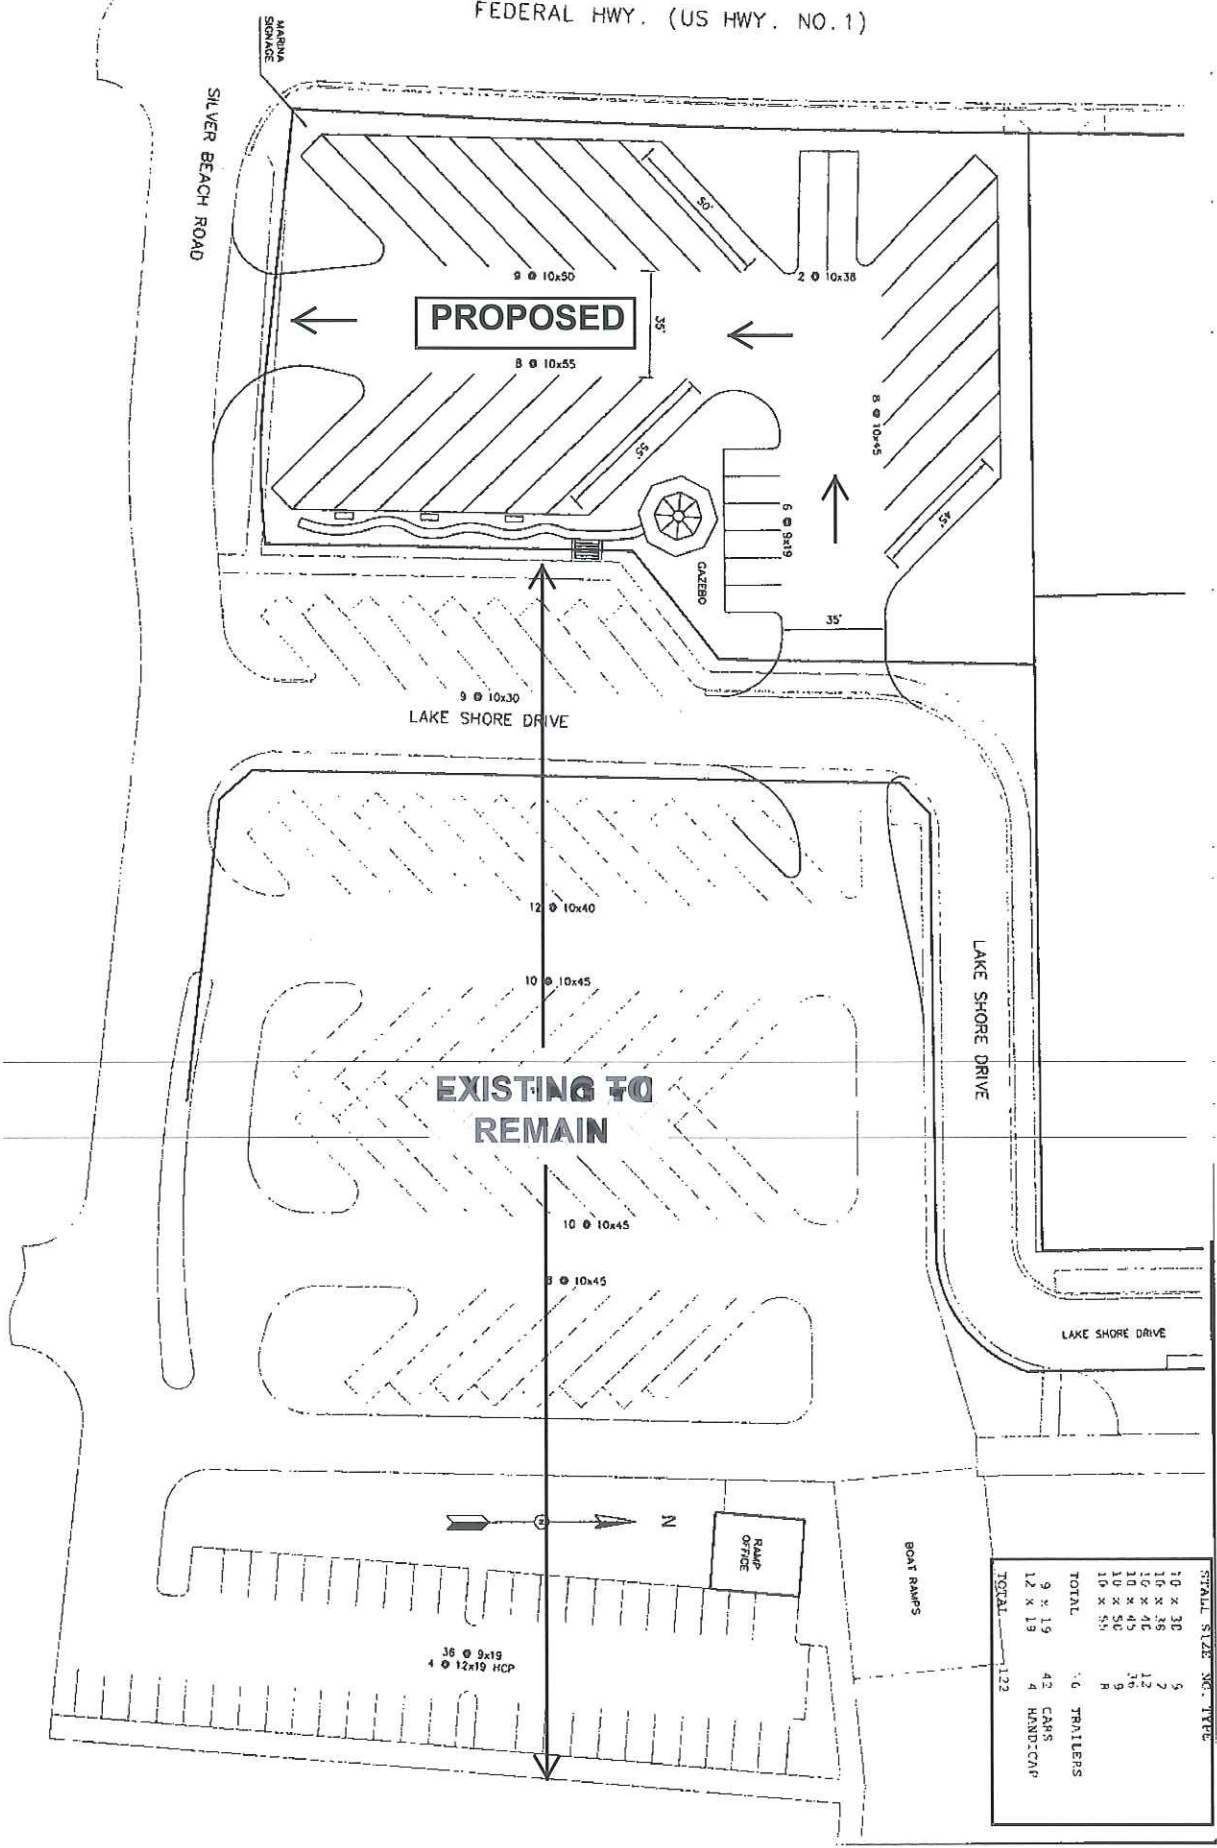 FEDERAL HWY. (US HWY. NO.1)
MARINA
SIGNAGE
SILVER BEACH ROAD
50'
9 @ 10x50
2 @ 10x38
PROPOSED
35'
8 @ 10x55
8 @ 10x45
55'
45'
6 @ 9x19
GAZEBO
35'
9 @ 10x30
LAKE SHORE DRIVE
12 @ 10x40
10 @ 10x45
LAKE SHORE DRIVE
EXISTING TO
REMAIN
10 @ 10x45
@ 10x45
LAKE SHORE DRIVE
N
RAMP
OFFICE
BOAT RAMPS
36 @ 9x19
4 @ 12x19 HCP
STALL SIZE NO. TYPE
10 x 30 9
10 x 38 2
10 x 40 12
10 x 45 36
10 x 50 9
10 x 55 8
TOTAL TRAILERS
9 x 19 42 CARS
12 x 19 4 HANDICAP
TOTAL 122